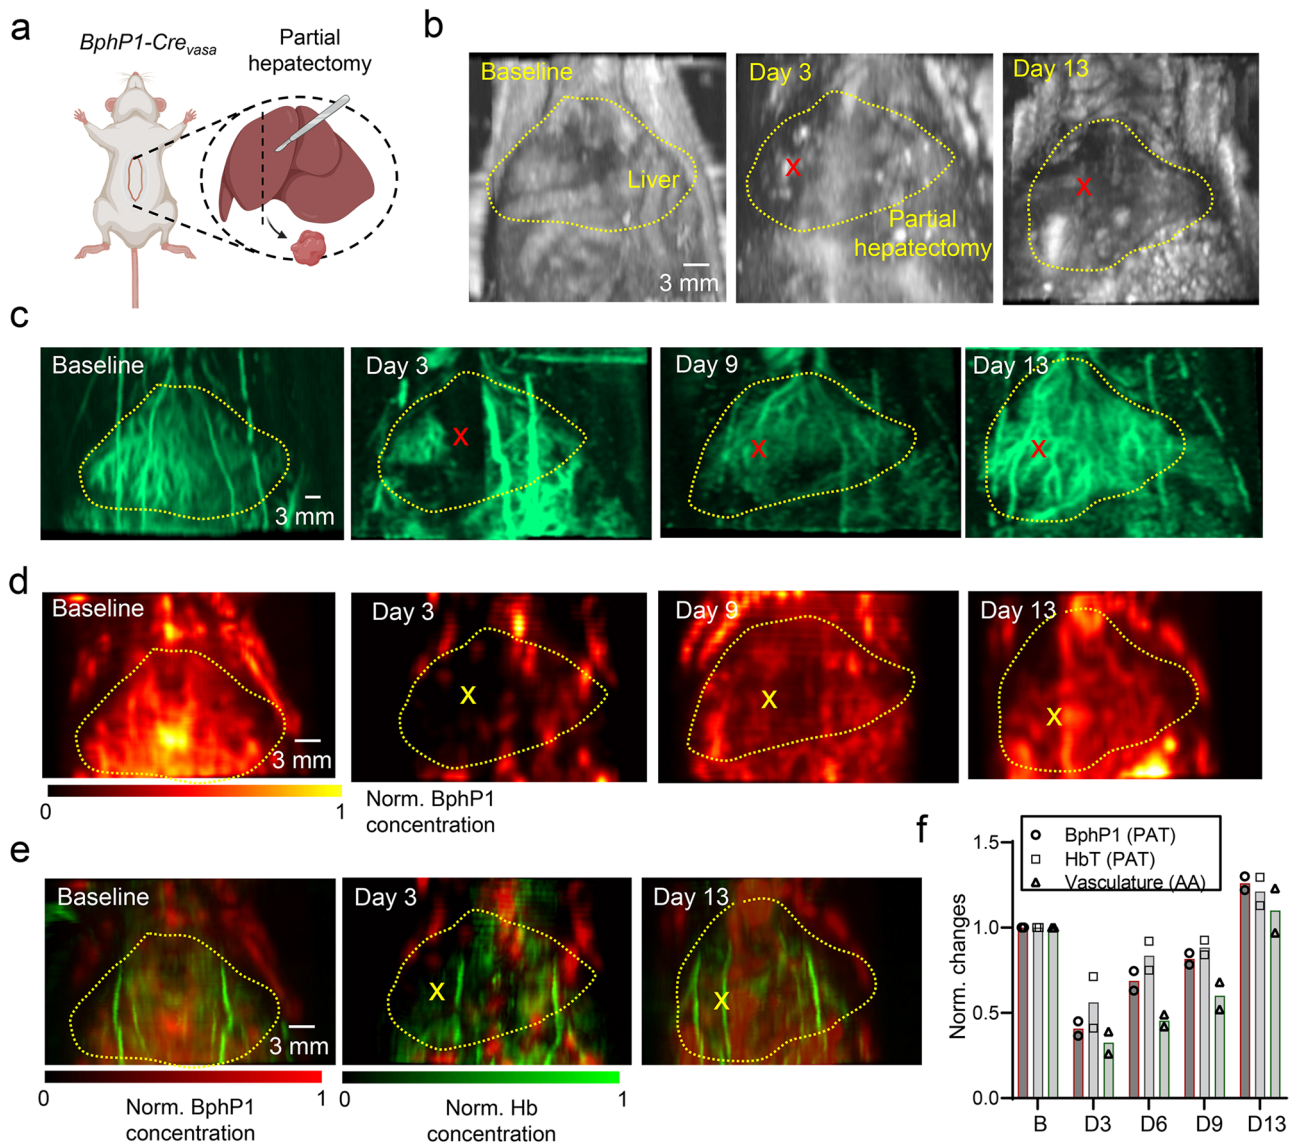 a
BphP1-Cre_vasa
Partial
hepatectomy
b
Baseline
Liver
3 mm
Day 3
x
Partial
hepatectomy
Day 13
x
c
Baseline
3 mm
Day 3
x
Day 9
x
Day 13
x
d
Baseline
3 mm
Day 3
x
Day 9
x
Day 13
x
0
1
Norm. BphP1
concentration
e
Baseline
3 mm
Day 3
x
Day 13
x
0
1
Norm. BphP1
concentration
0
1
Norm. Hb
concentration
f
BphP1 (PAT)
HbT (PAT)
Vasculature (AA)
Norm. changes
1.5
1.0
0.5
0.0
B
D3
D6
D9
D13